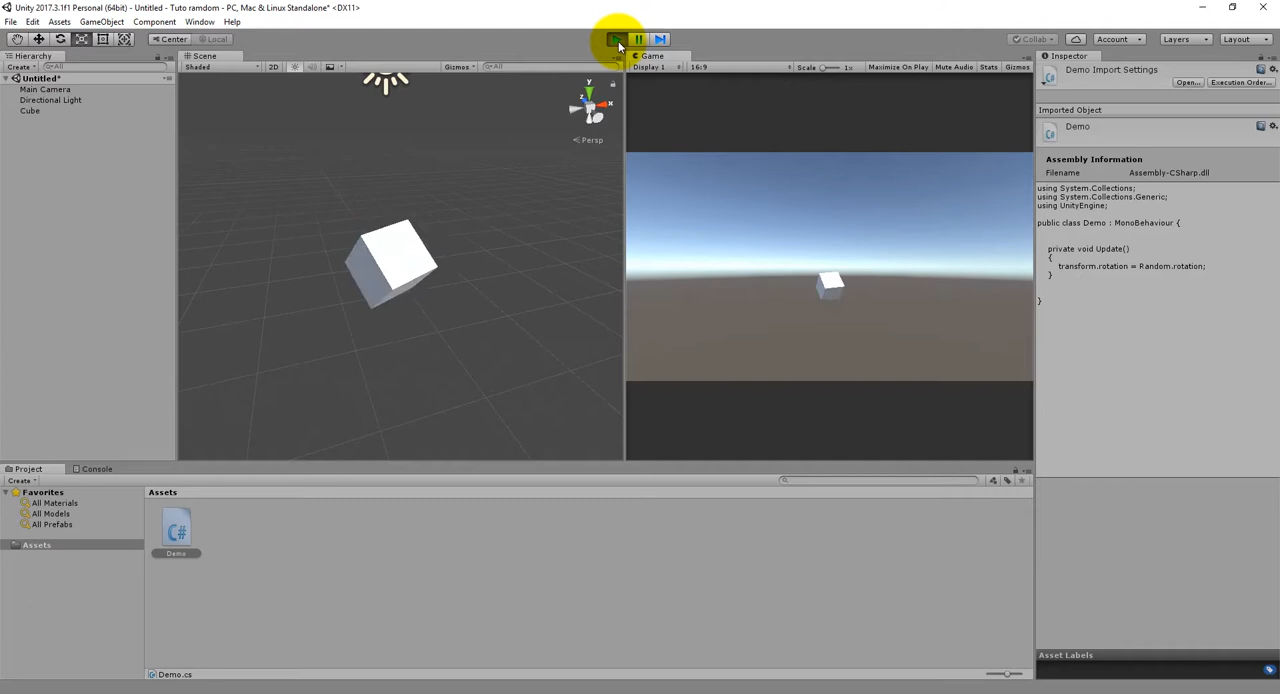 Unity 2017.3.1f1 Personal (64bit) - Untitled - Tuto ramdom - PC, Mac & Linux Standalone* <DX11>
File Edit Assets GameObject Component Window Help
Center Local Collab Account Layers Layout
Hierarchy Scene Game Inspector
Create All Shaded 2D Gizmos All Display 1 16:9 Scale 1x Maximize On Play Mute Audio Stats Gizmos
Untitled*
Main Camera
Directional Light
Cube
y
x
z
Persp
Demo Import Settings
Open... Execution Order...
Imported Object
Demo
Assembly Information
Filename Assembly-CSharp.dll
using System.Collections;
using System.Collections.Generic;
using UnityEngine;
public class Demo : MonoBehaviour {
private void Update()
{
transform.rotation = Random.rotation;
}
}
Project Console
Create
Favorites
All Materials
All Models
All Prefabs
Assets
Assets
C#
Demo
Demo.cs
Asset Labels